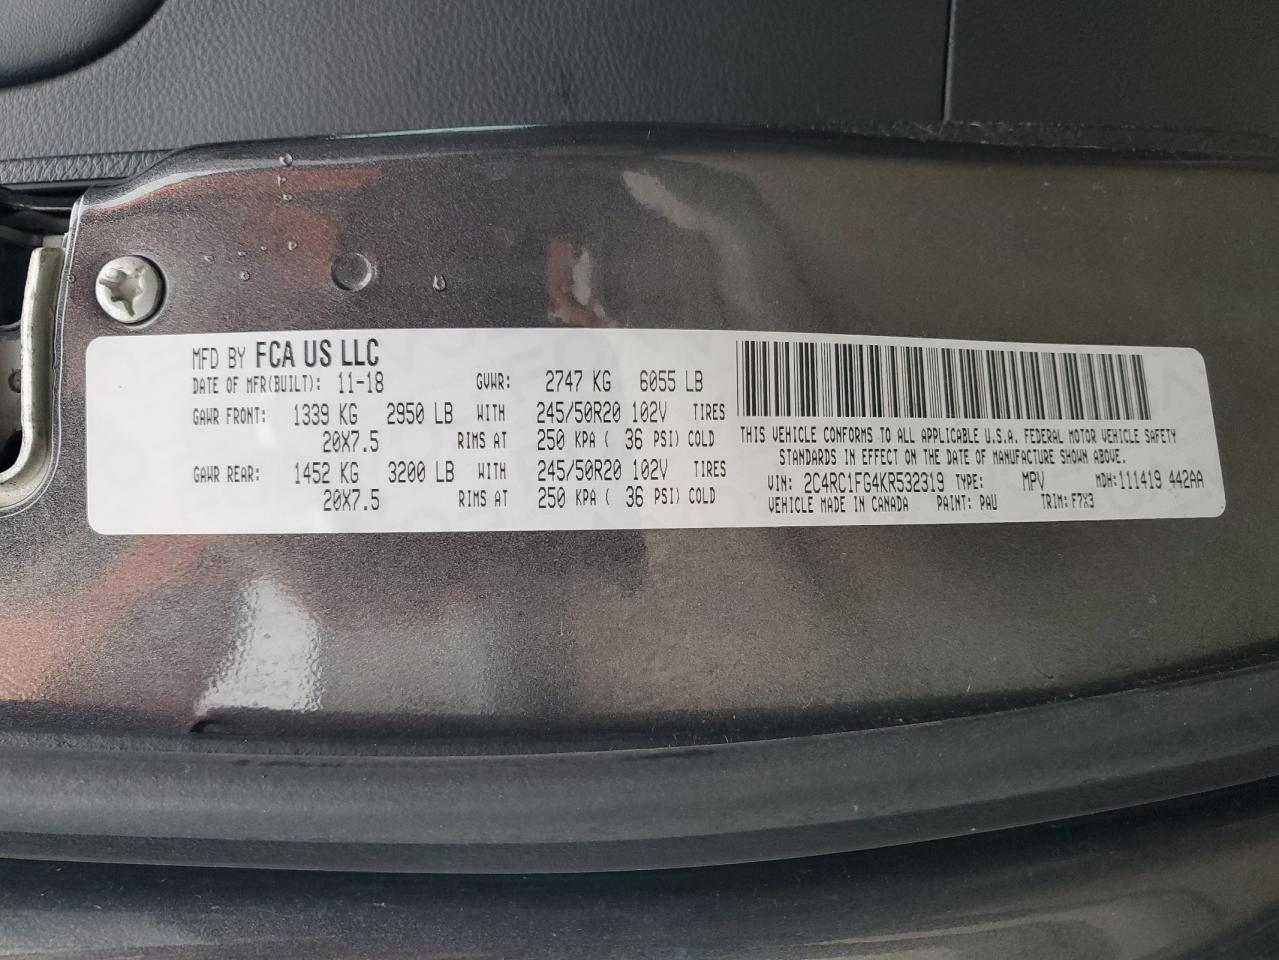 MFD BY FCA US LLC
DATE OF MFR(BUILT): 11-18 GVWR: 2747 KG 6055 LB
GAWR FRONT: 1339 KG 2950 LB WITH 245/50R20 102V TIRES
20X7.5 RIMS AT 250 KPA ( 36 PSI) COLD
GAWR REAR: 1452 KG 3200 LB WITH 245/50R20 102V TIRES
20X7.5 RIMS AT 250 KPA ( 36 PSI) COLD
THIS VEHICLE CONFORMS TO ALL APPLICABLE U.S.A. FEDERAL MOTOR VEHICLE SAFETY
STANDARDS IN EFFECT ON THE DATE OF MANUFACTURE SHOWN ABOVE.
VIN: 2C4RC1FG4KR532319 TYPE: MPV MDH: 111419 442AA
VEHICLE MADE IN CANADA PAINT: PAU TRIM: F7X3